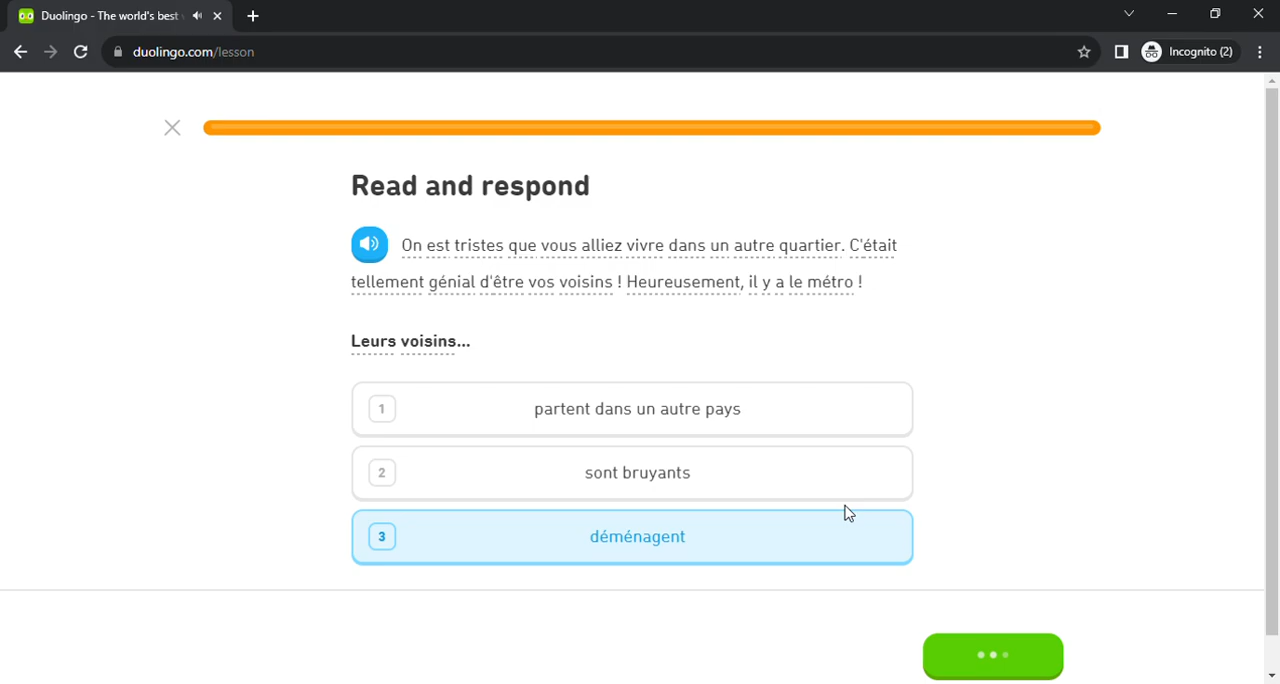 Duolingo - The world's best
duolingo.com/lesson
Incognito (2)
Read and respond
On est tristes que vous alliez vivre dans un autre quartier. C'était
tellement génial d'être vos voisins ! Heureusement, il y a le métro !
Leurs voisins...
1 partent dans un autre pays
2 sont bruyants
3 déménagent